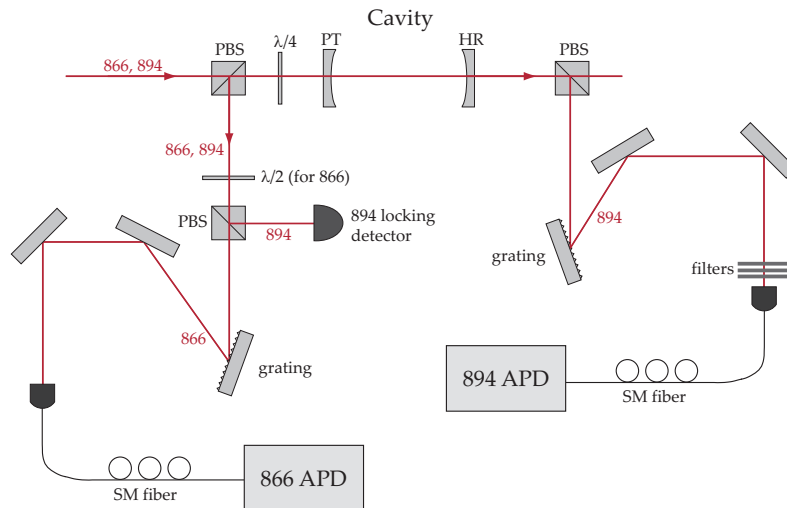 Cavity
PBS
λ/4
PT
HR
PBS
866, 894
866, 894
λ/2 (for 866)
PBS
894
894 locking
detector
894
grating
filters
866
grating
894 APD
SM fiber
866 APD
SM fiber